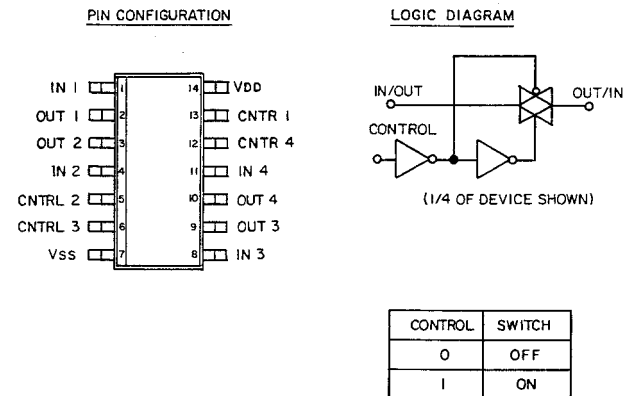 PIN CONFIGURATION
IN 1 1 14 VDD
OUT 1 2 13 CNTR 1
OUT 2 3 12 CNTR 4
IN 2 4 11 IN 4
CNTRL 2 5 10 OUT 4
CNTRL 3 6 9 OUT 3
VSS 7 8 IN 3
LOGIC DIAGRAM
IN/OUT OUT/IN
CONTROL
(1/4 OF DEVICE SHOWN)
CONTROL SWITCH
0 OFF
1 ON